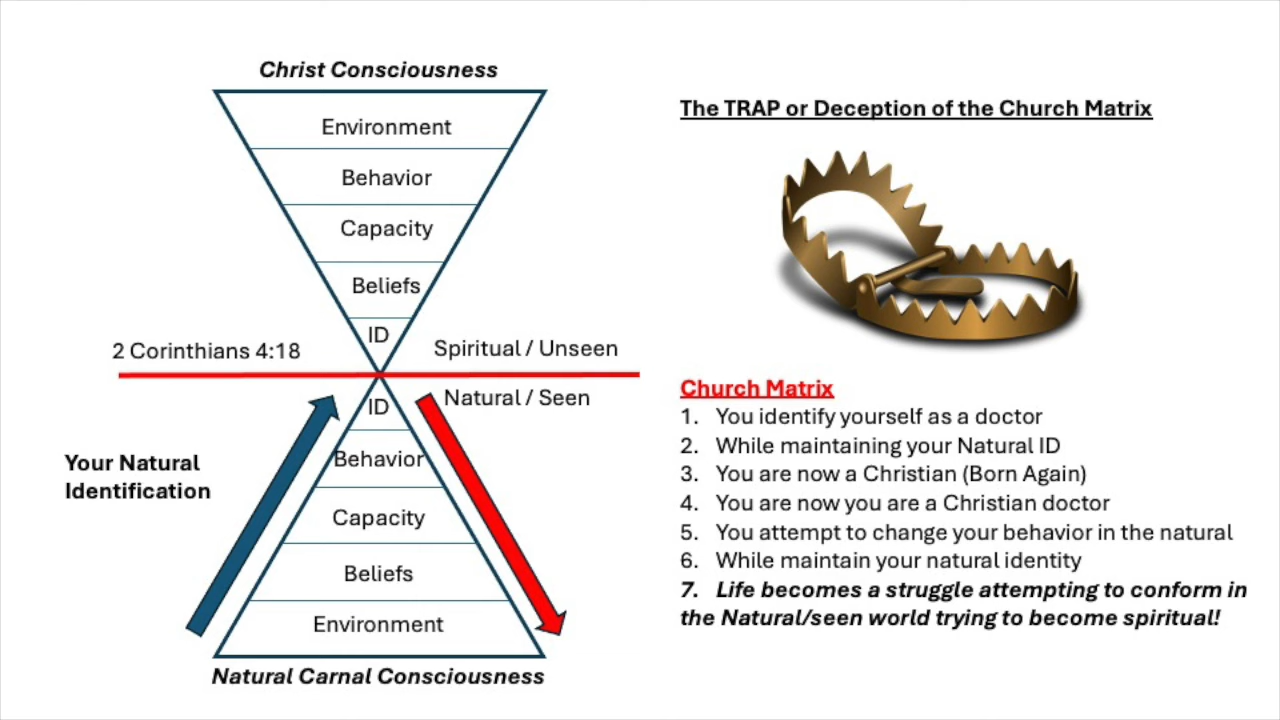 Christ Consciousness
Environment
Behavior
Capacity
Beliefs
ID
2 Corinthians 4:18
Spiritual / Unseen
Natural / Seen
ID
Behavior
Capacity
Beliefs
Environment
Natural Carnal Consciousness
Your Natural
Identification
The TRAP or Deception of the Church Matrix
Church Matrix
1. You identify yourself as a doctor
2. While maintaining your Natural ID
3. You are now a Christian (Born Again)
4. You are now you are a Christian doctor
5. You attempt to change your behavior in the natural
6. While maintain your natural identity
7. Life becomes a struggle attempting to conform in
the Natural/seen world trying to become spiritual!